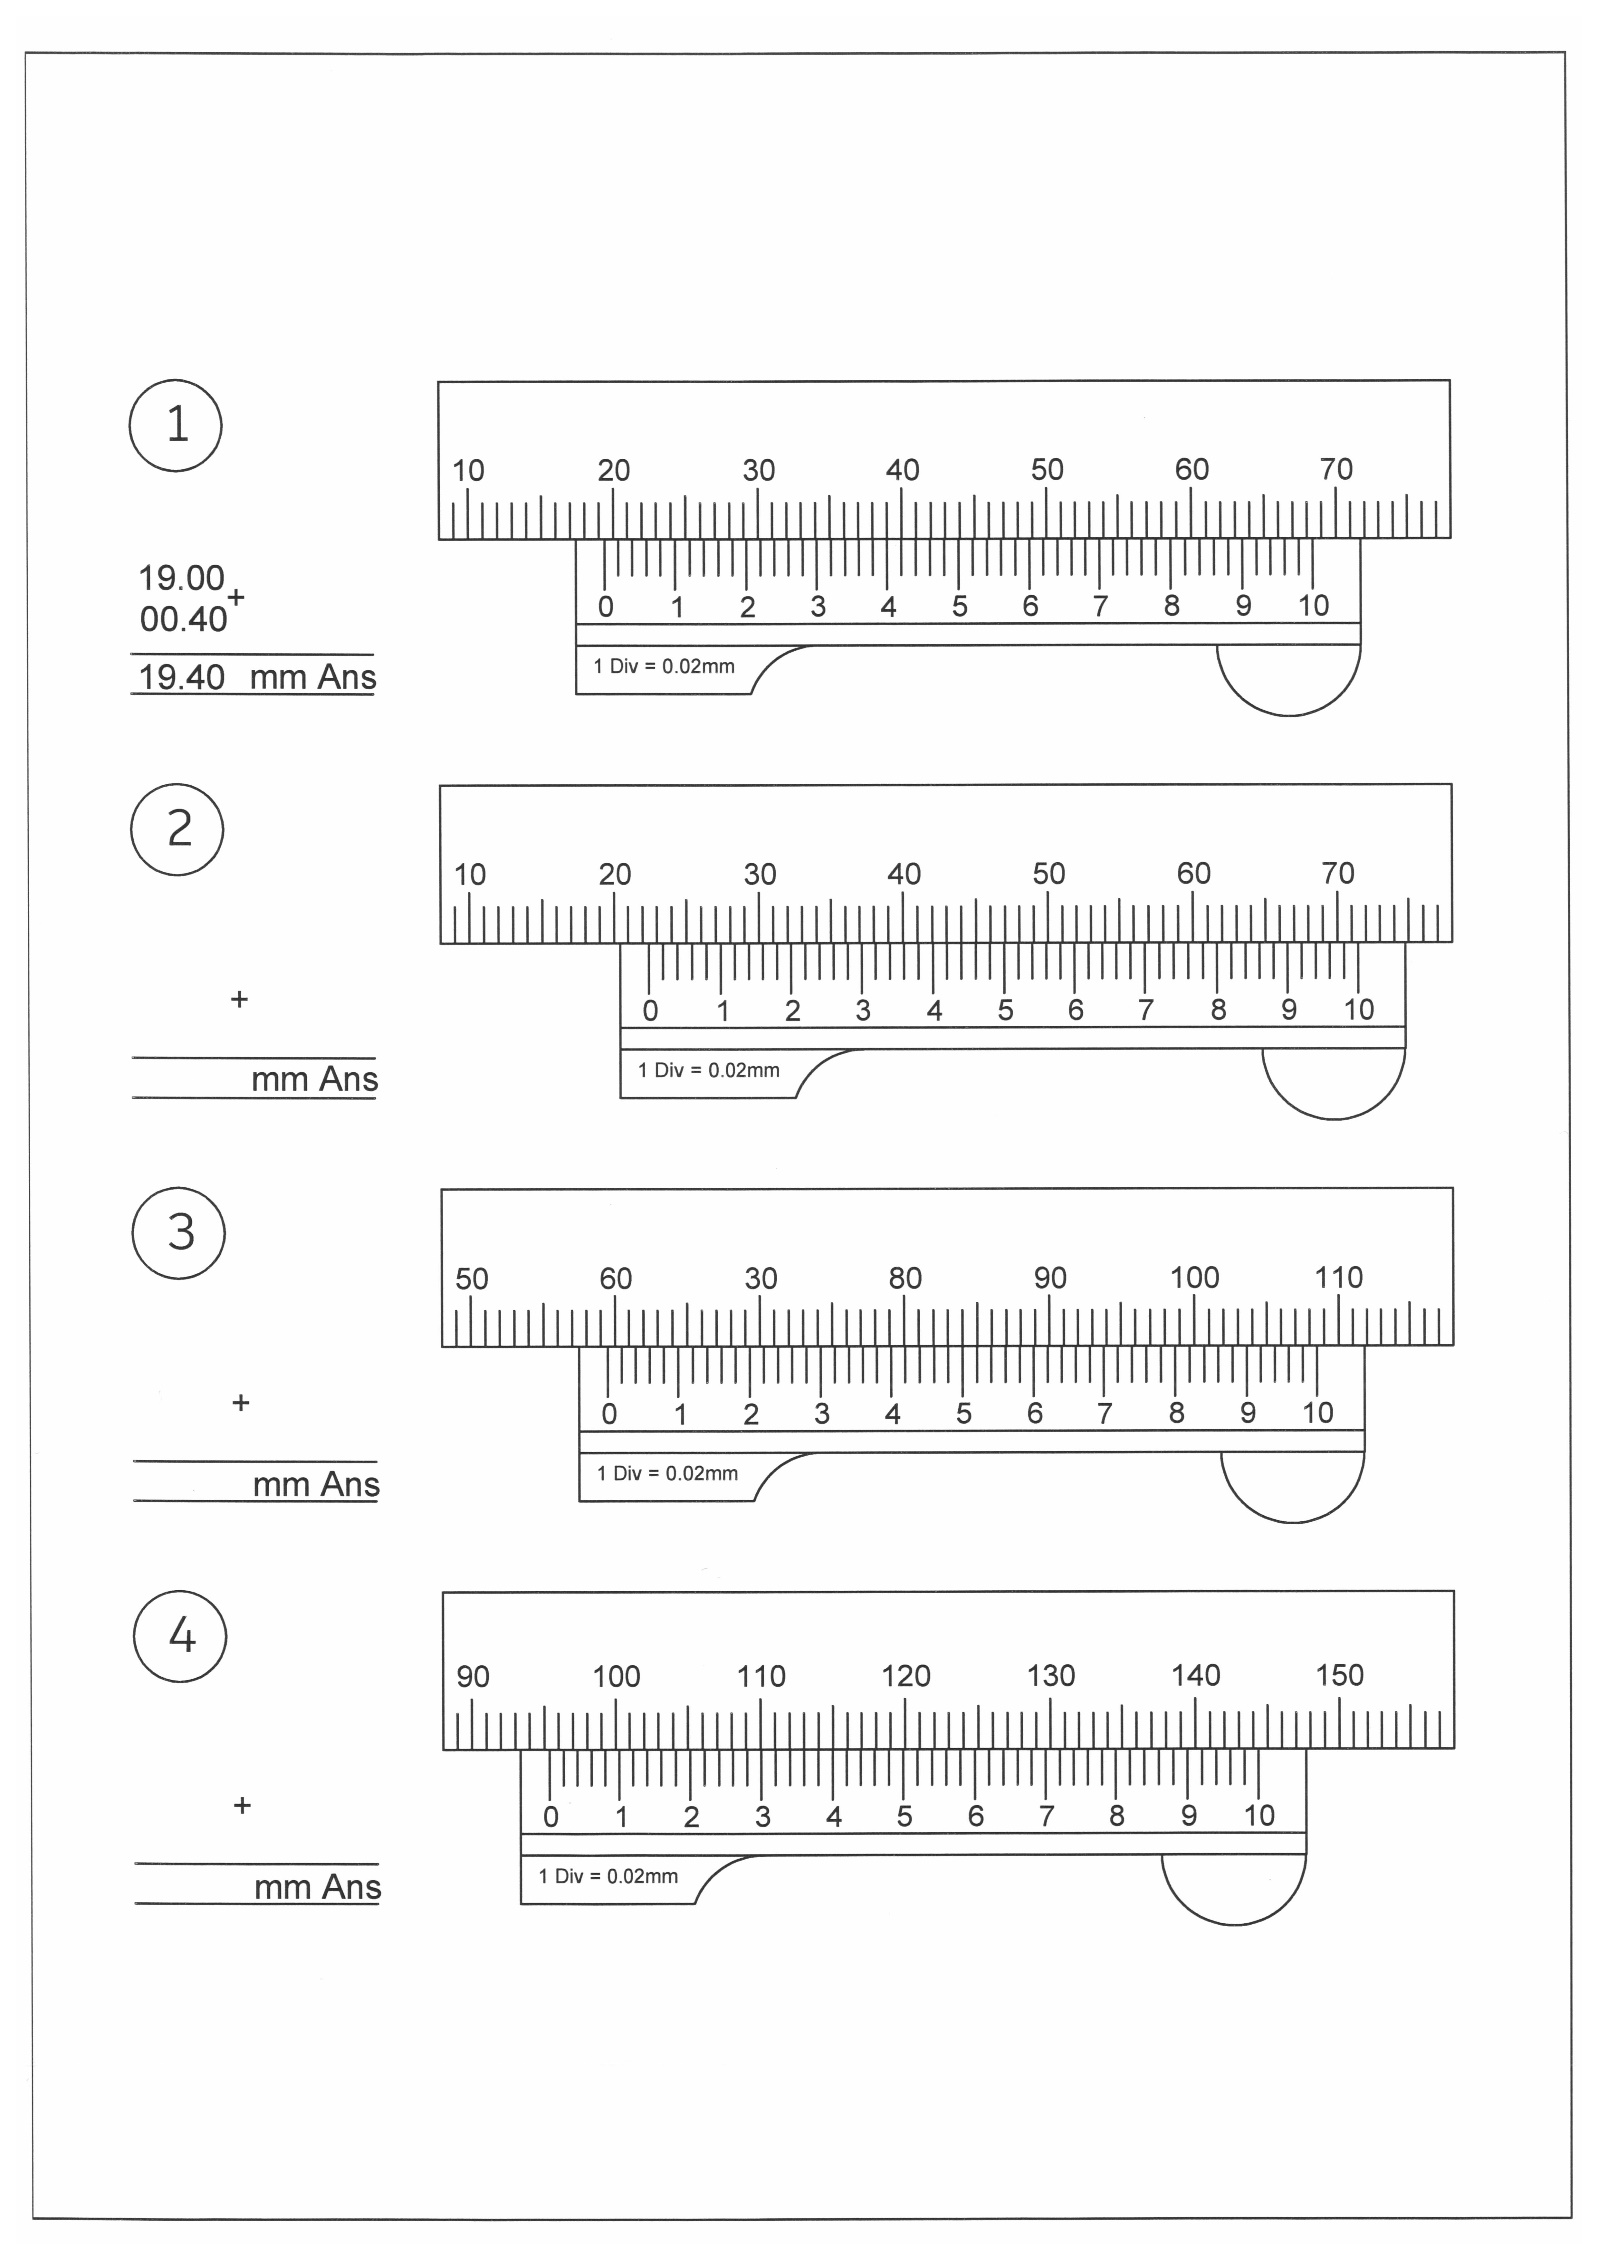 1
10 20 30 40 50 60 70
19.00
+
00.40
0 1 2 3 4 5 6 7 8 9 10
1 Div = 0.02mm
19.40 mm Ans
2
10 20 30 40 50 60 70
+
0 1 2 3 4 5 6 7 8 9 10
1 Div = 0.02mm
mm Ans
3
50 60 30 80 90 100 110
+
0 1 2 3 4 5 6 7 8 9 10
1 Div = 0.02mm
mm Ans
4
90 100 110 120 130 140 150
+
0 1 2 3 4 5 6 7 8 9 10
1 Div = 0.02mm
mm Ans